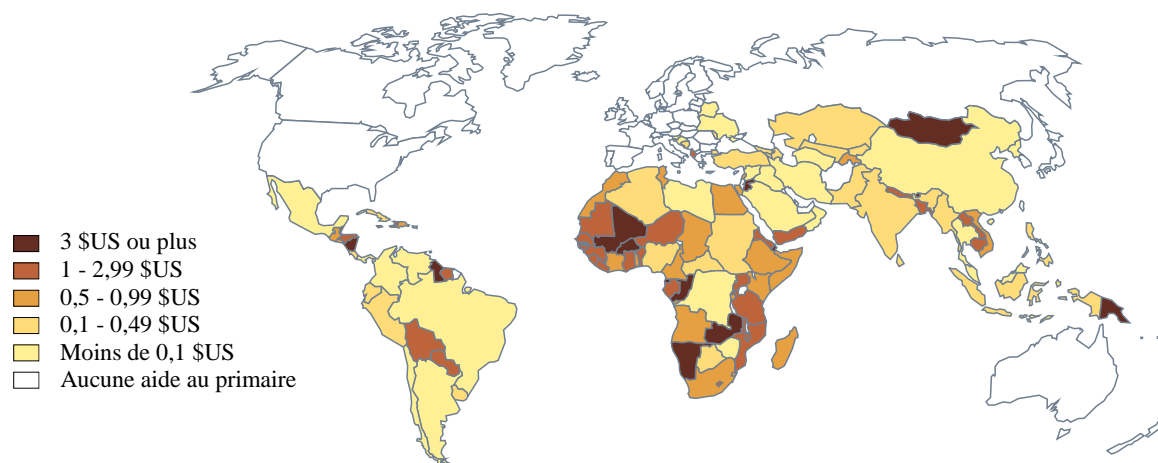 3 $US ou plus
1 - 2,99 $US
0,5 - 0,99 $US
0,1 - 0,49 $US
Moins de 0,1 $US
Aucune aide au primaire